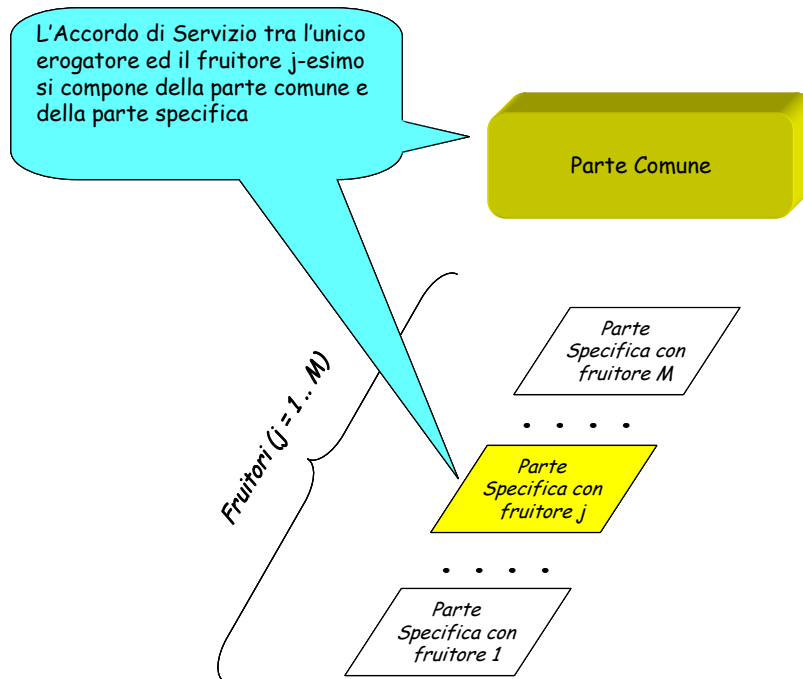 L'Accordo di Servizio tra l'unico
erogatore ed il fruitore j-esimo
si compone della parte comune e
della parte specifica
Parte Comune
Parte
Specifica con
fruitore M
. . . .
Fruitori (j = 1 .. M)
Parte
Specifica con
fruitore j
. . . .
Parte
Specifica con
fruitore 1